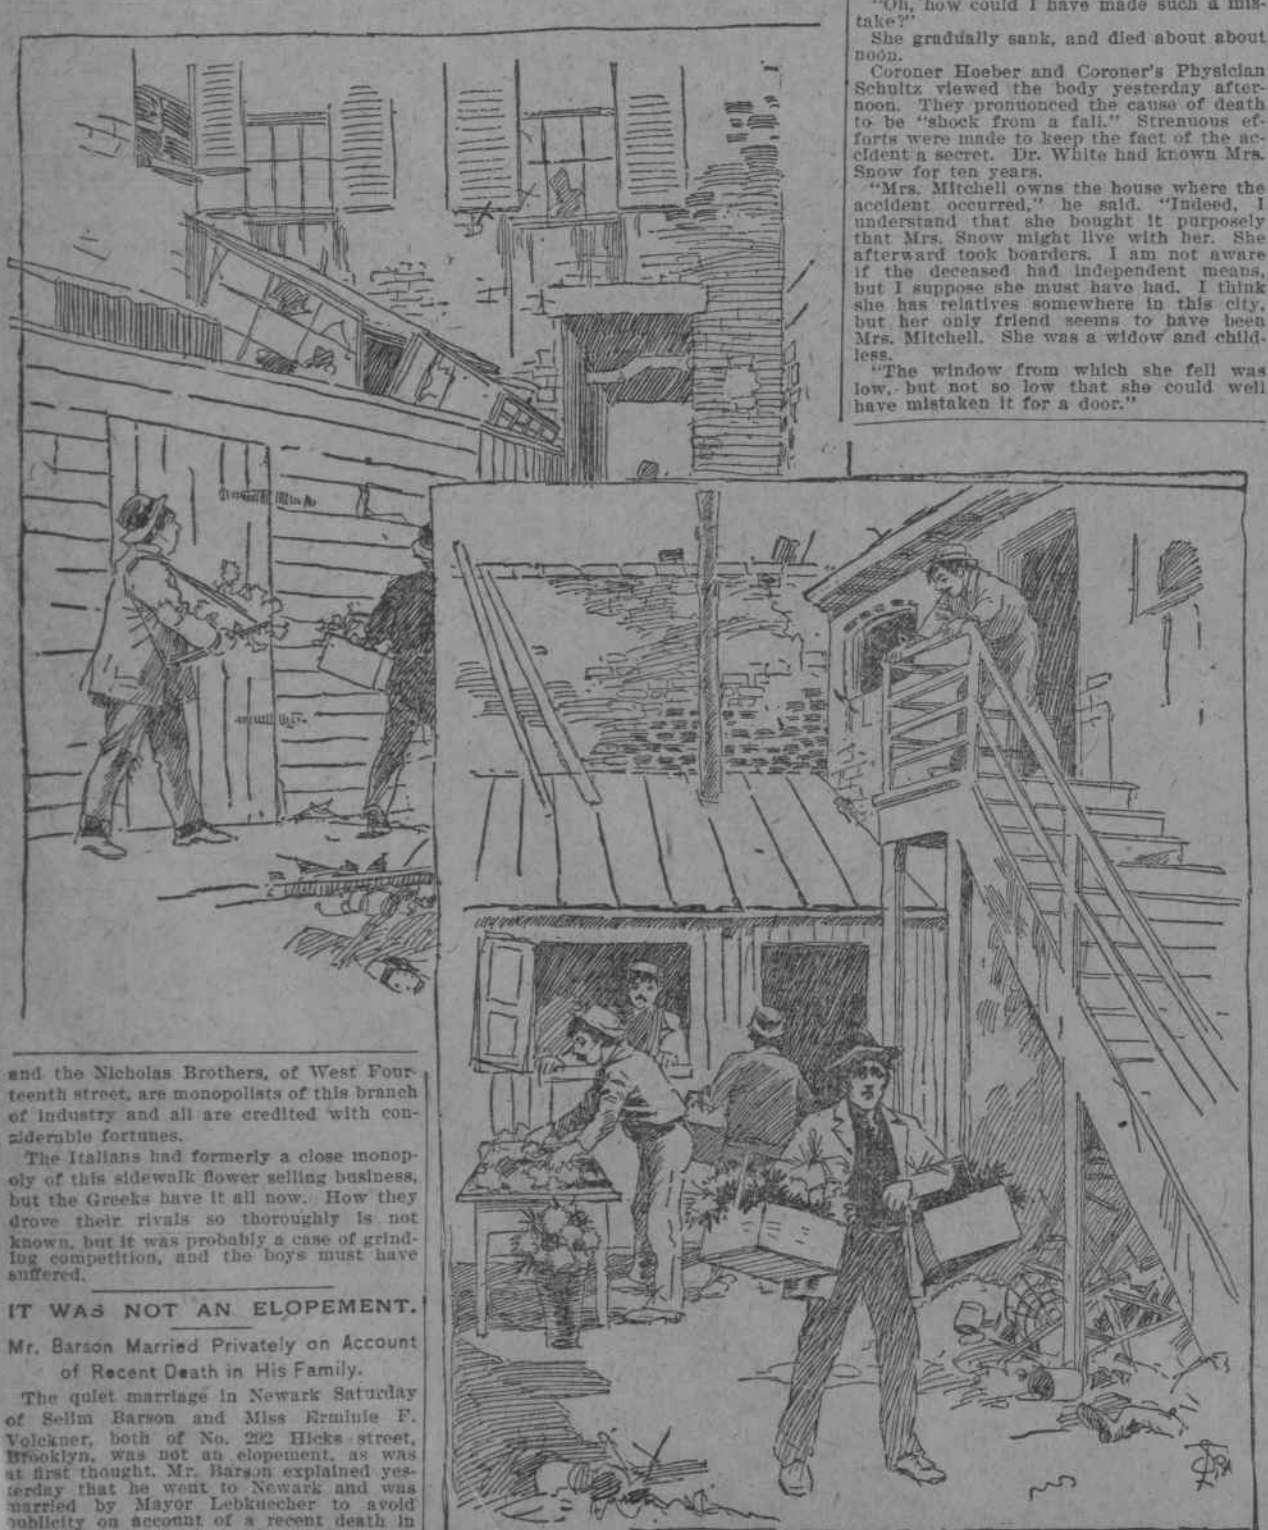 "Oh, how could I have made such a mis-
take?"
She gradually sank, and died about about
noon.
Coroner Hoeber and Coroner's Physician
Schultz viewed the body yesterday after-
noon. They pronuonced the cause of death
to be "shock from a fall." Strenuous ef-
forts were made to keep the fact of the ac-
cident a secret. Dr. White had known Mrs.
Snow for ten years.
"Mrs. Mitchell owns the house where the
accident occurred," he said. "Indeed, I
understand that she bought it purposely
that Mrs. Snow might live with her. She
afterward took boarders. I am not aware
if the deceased had independent means,
but I suppose she must have had. I think
she has relatives somewhere in this city,
but her only friend seems to have been
Mrs. Mitchell. She was a widow and child-
less.
"The window from which she fell was
low, but not so low that she could well
have mistaken it for a door."
and the Nicholas Brothers, of West Four-
teenth street, are monopolists of this branch
of industry and all are credited with con-
siderable fortunes.
The Italians had formerly a close monop-
oly of this sidewalk flower selling business,
but the Greeks have it all now. How they
drove their rivals so thoroughly is not
known, but it was probably a case of grind-
ing competition, and the boys must have
suffered.
IT WAS NOT AN ELOPEMENT.
Mr. Barson Married Privately on Account
of Recent Death in His Family.
The quiet marriage in Newark Saturday
of Selim Barson and Miss Erminie F.
Volckner, both of No. 292 Hicks street,
Brooklyn, was not an elopement, as was
at first thought. Mr. Barson explained yes-
terday that he went to Newark and was
married by Mayor Lebkuecher to avoid
publicity on account of a recent death in